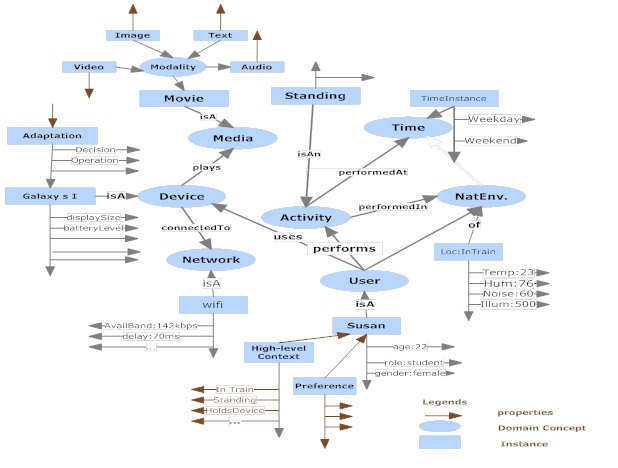 Image
Text
Video
Modality
Audio
Movie
isA
Standing
TimeInstance
Adaptation
Media
Time
Weekday
Weekend
Decision
Operation
isAn
plays
performedAt
Galaxy s I
isA
Device
NatEnv.
performedIn
displaySize
batteryLevel
connectedTo
Activity
of
uses
performs
Network
Loc:InTrain
isA
User
Temp:23
Hum:76
Noise:60
Illum:500
wifi
isA
AvailBand:142kbps
delay:70ms
...
Susan
High-level
Context
age:22
role:student
gender:female
Preference
In Train
Standing
HoldsDevice
...
Legends
properties
Domain Concept
Instance